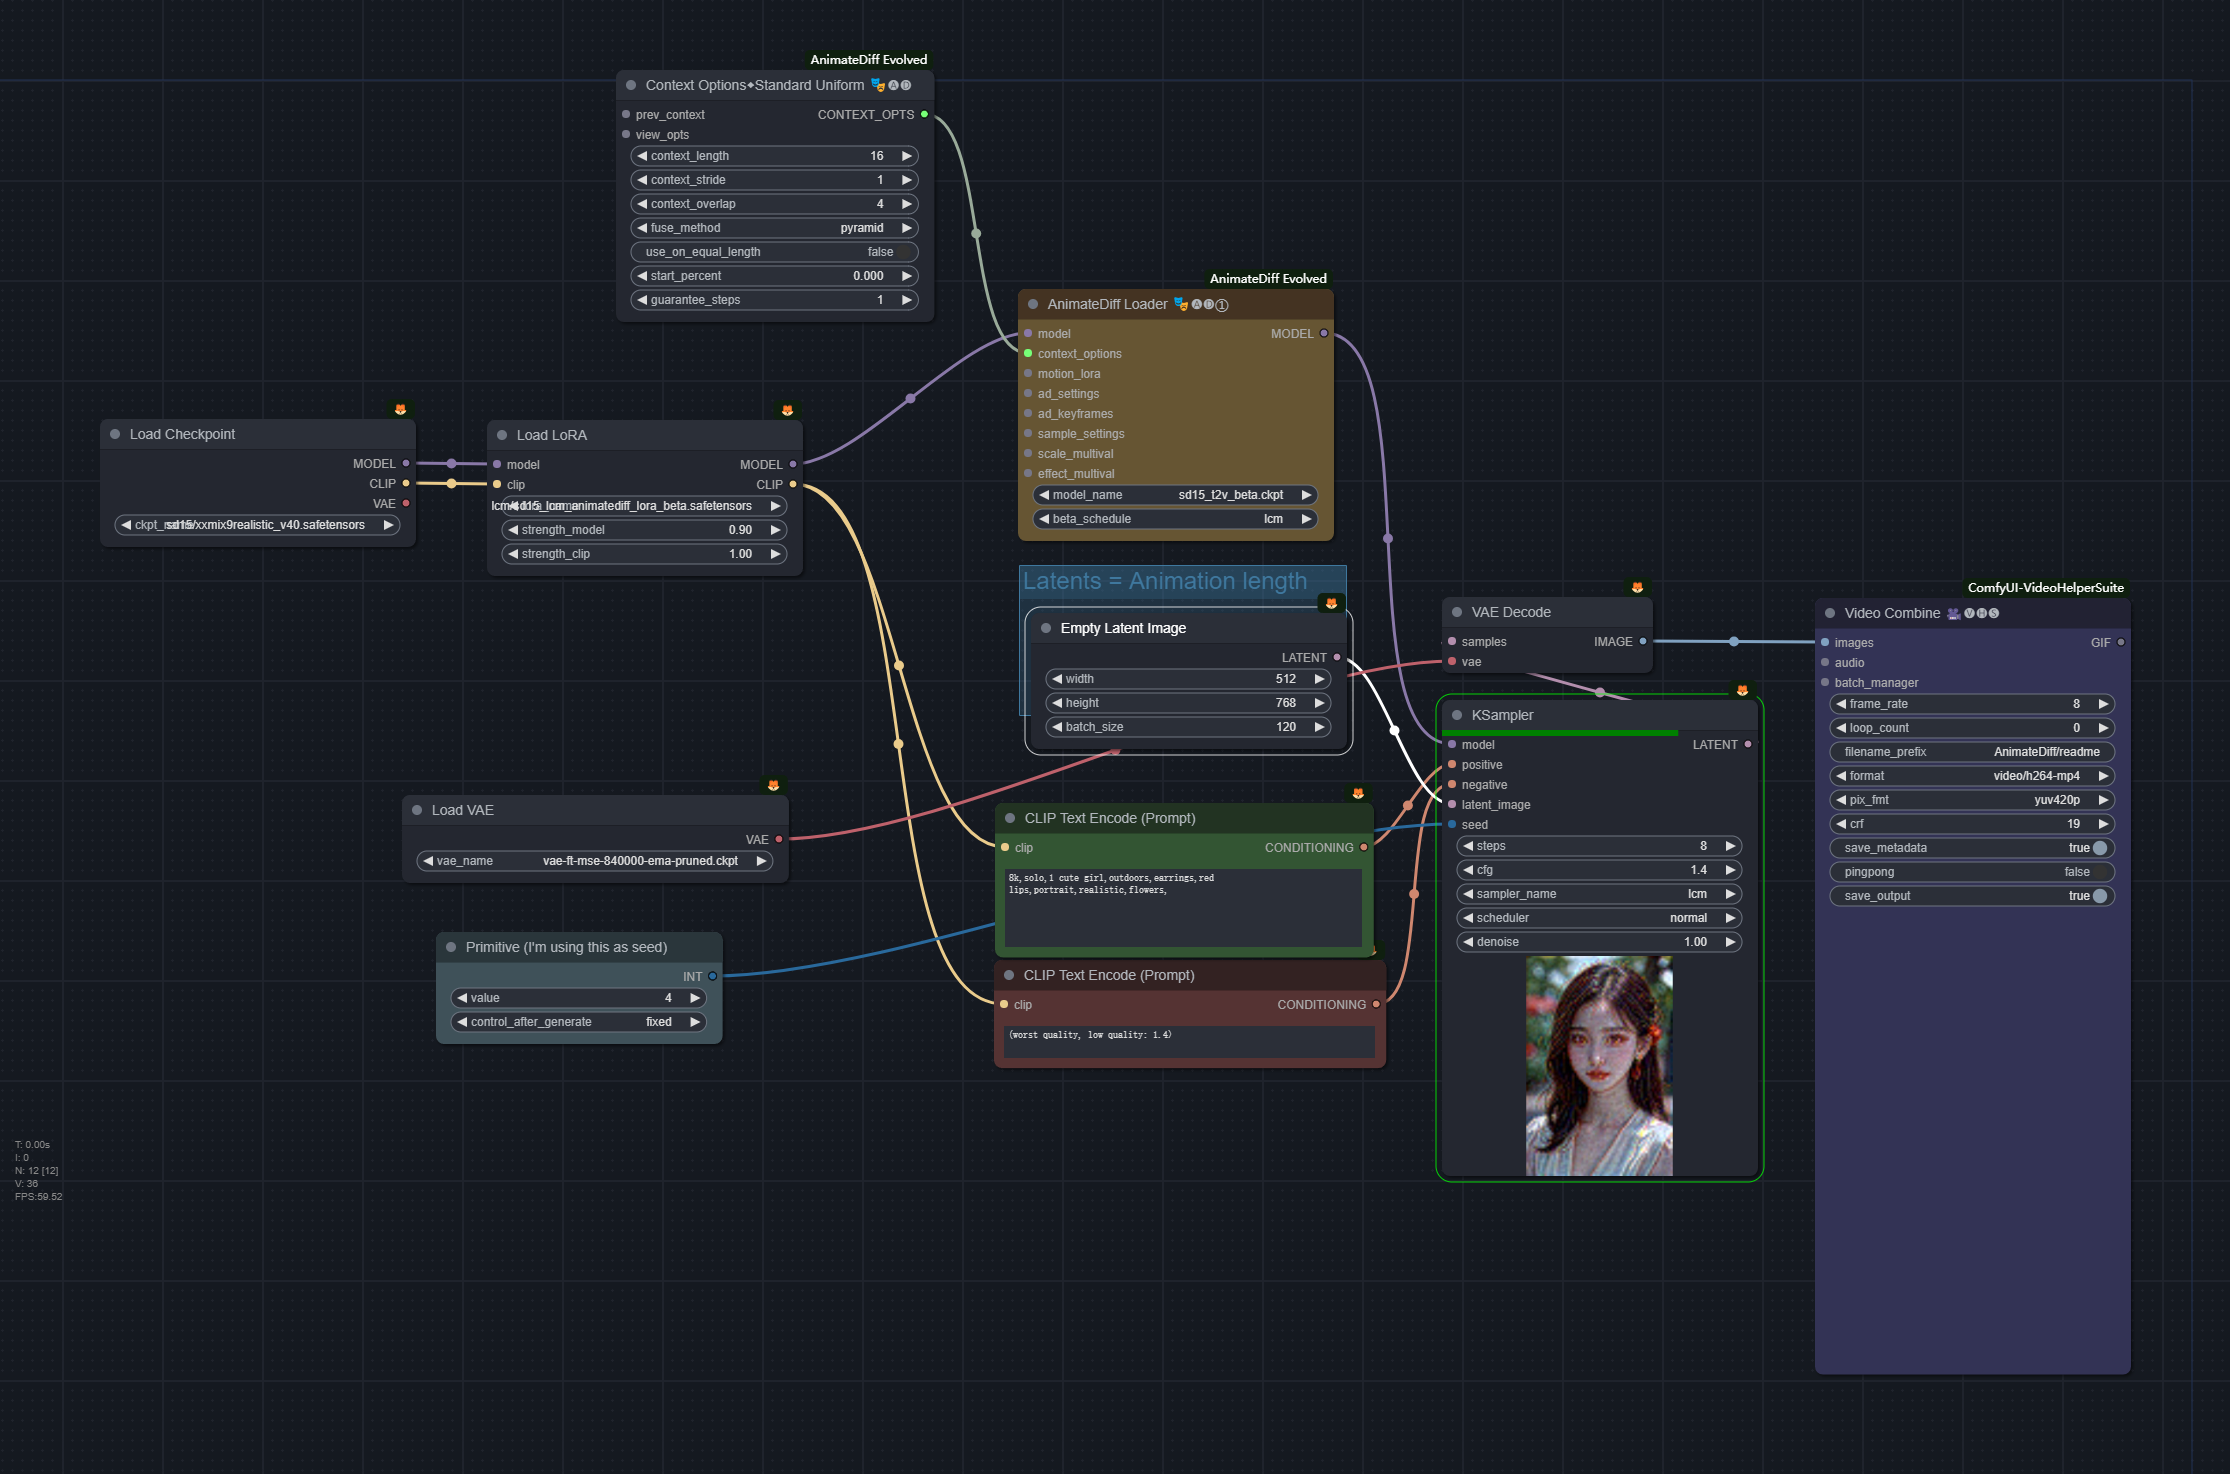 AnimateDiff Evolved
Context Options⬥Standard Uniform 🎭🅐🅓
prev_context CONTEXT_OPTS
view_opts
context_length 16
context_stride 1
context_overlap 4
fuse_method pyramid
use_on_equal_length false
start_percent 0.000
guarantee_steps 1
AnimateDiff Evolved
AnimateDiff Loader 🎭🅐🅓①
model MODEL
context_options
motion_lora
ad_settings
ad_keyframes
sample_settings
scale_multival
effect_multival
model_name sd15_t2v_beta.ckpt
beta_schedule lcm
Load Checkpoint
MODEL
CLIP
VAE
sd15/xxmix9realistic_v40.safetensors
Load LoRA
model MODEL
clip CLIP
strength_model 0.90
strength_clip 1.00
Latents = Animation length
Empty Latent Image
LATENT
width 512
height 768
batch_size 120
VAE Decode
samples IMAGE
vae
ComfyUI-VideoHelperSuite
Video Combine 🎥🅥🅗🅢
images GIF
audio
batch_manager
frame_rate 8
loop_count 0
filename_prefix AnimateDiff/readme
format video/h264-mp4
pix_fmt yuv420p
crf 19
save_metadata true
pingpong false
save_output true
KSampler
model LATENT
positive
negative
latent_image
seed
steps 8
cfg 1.4
sampler_name lcm
scheduler normal
denoise 1.00
Load VAE
VAE
vae_name vae-ft-mse-840000-ema-pruned.ckpt
CLIP Text Encode (Prompt)
clip CONDITIONING
8k, solo, 1 cute girl, outdoors, earrings, red
lips, portrait, realistic, flowers,
Primitive (I'm using this as seed)
INT
value 4
control_after_generate fixed
CLIP Text Encode (Prompt)
clip CONDITIONING
(worst quality, low quality: 1.4)
T: 0.00s
I: 0
N: 12 [12]
V: 36
FPS:59.52